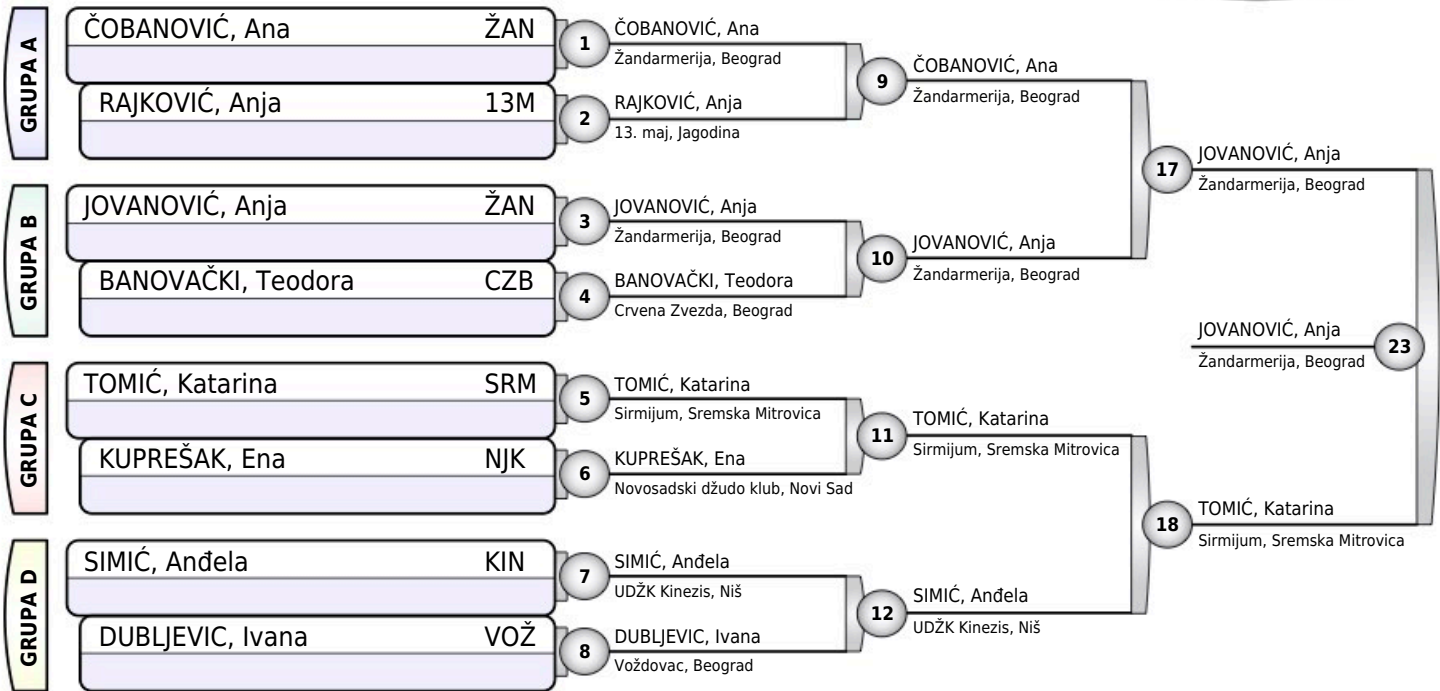 GRUPA A
ČOBANOVIĆ, Ana ŽAN
RAJKOVIĆ, Anja 13M
1
ČOBANOVIĆ, Ana
Žandarmerija, Beograd
2
RAJKOVIĆ, Anja
13. maj, Jagodina
9
ČOBANOVIĆ, Ana
Žandarmerija, Beograd
GRUPA B
JOVANOVIĆ, Anja ŽAN
BANOVAČKI, Teodora CZB
3
JOVANOVIĆ, Anja
Žandarmerija, Beograd
4
BANOVAČKI, Teodora
Crvena Zvezda, Beograd
10
JOVANOVIĆ, Anja
Žandarmerija, Beograd
17
JOVANOVIĆ, Anja
Žandarmerija, Beograd
GRUPA C
TOMIĆ, Katarina SRM
KUPREŠAK, Ena NJK
5
TOMIĆ, Katarina
Sirmijum, Sremska Mitrovica
6
KUPREŠAK, Ena
Novosadski džudo klub, Novi Sad
11
TOMIĆ, Katarina
Sirmijum, Sremska Mitrovica
GRUPA D
SIMIĆ, Anđela KIN
DUBLJEVIC, Ivana VOŽ
7
SIMIĆ, Anđela
UDŽK Kinezis, Niš
8
DUBLJEVIC, Ivana
Voždovac, Beograd
12
SIMIĆ, Anđela
UDŽK Kinezis, Niš
18
TOMIĆ, Katarina
Sirmijum, Sremska Mitrovica
JOVANOVIĆ, Anja
Žandarmerija, Beograd
23